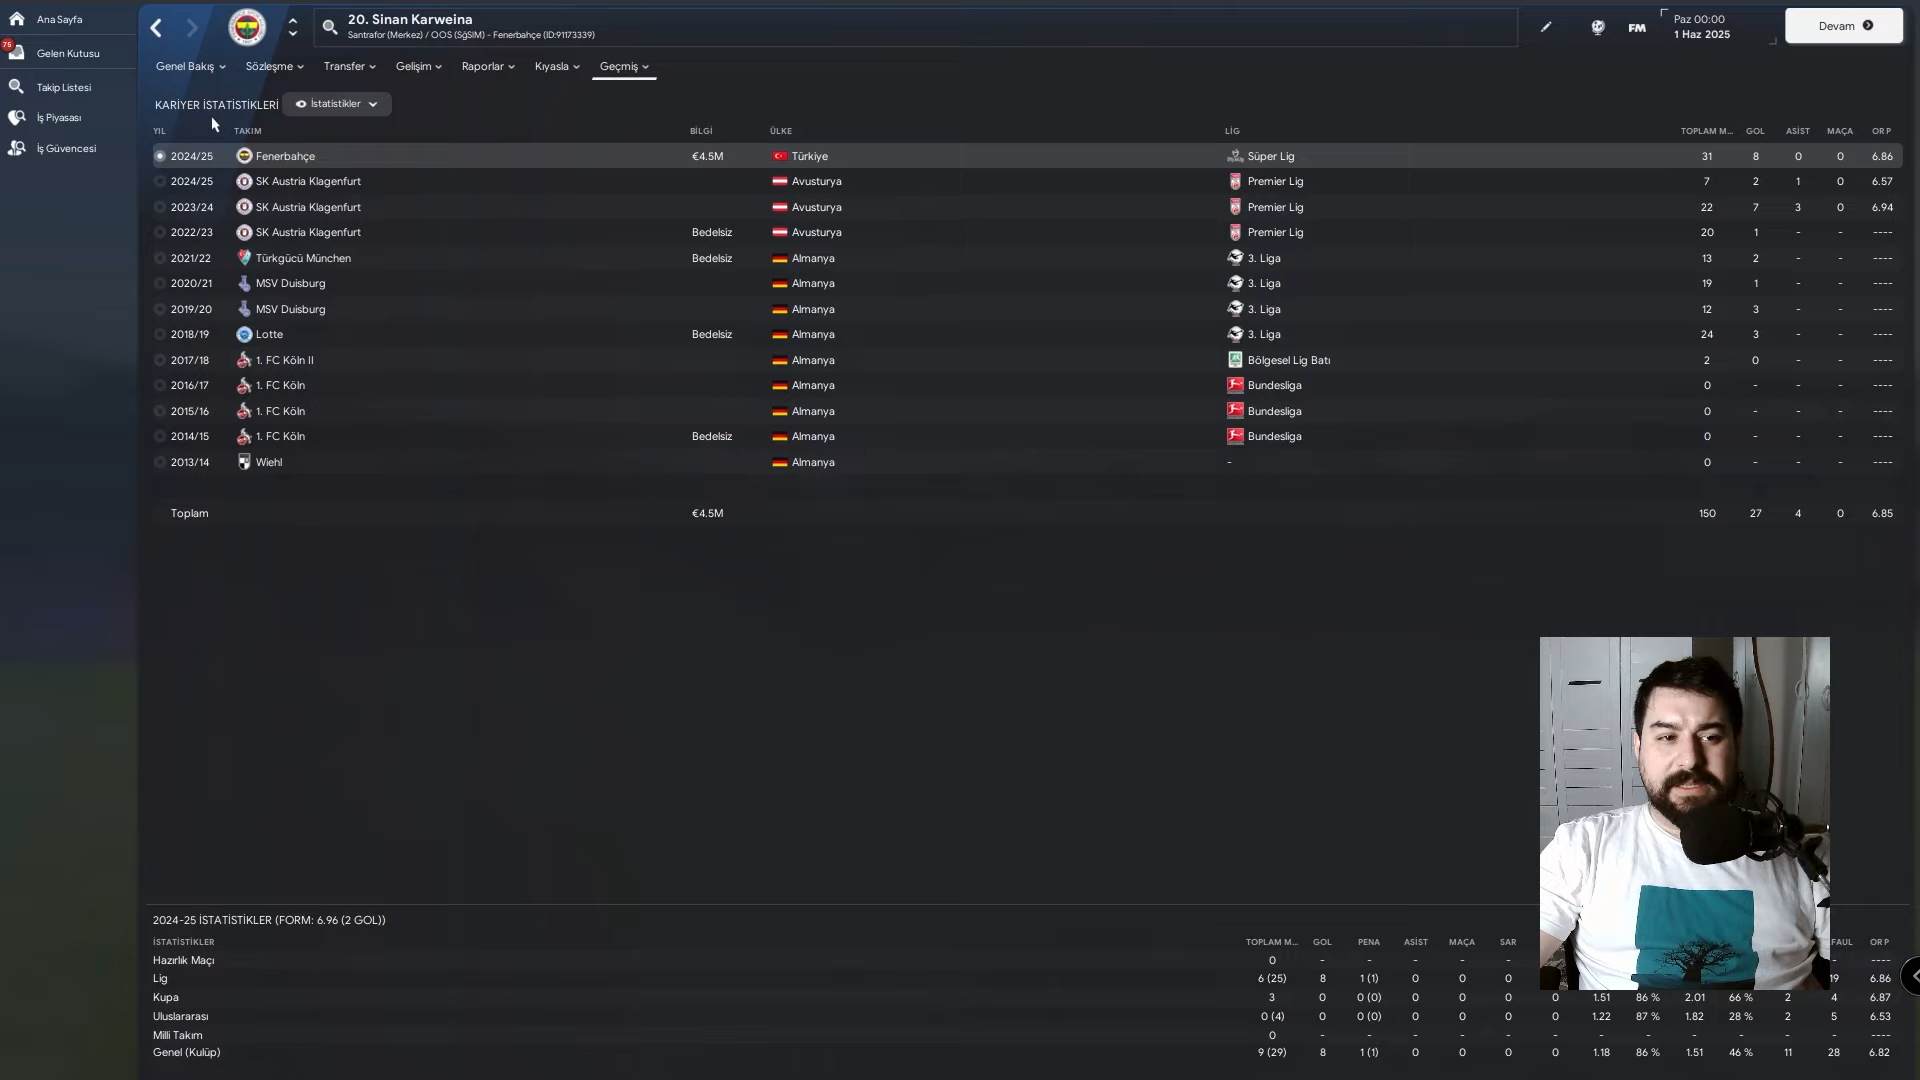 Ana Sayfa
75
Gelen Kutusu
Takip Listesi
İş Piyasası
İş Güvencesi
20. Sinan Karweina
Santrafor (Merkez) / OOS (SğSlM) - Fenerbahçe (ID:91173339)
FM
Paz 00:00
1 Haz 2025
Devam
Genel Bakış Sözleşme Transfer Gelişim Raporlar Kıyasla Geçmiş
KARİYER İSTATİSTİKLERİ İstatistikler
YIL TAKIM BİLGİ ÜLKE LİG TOPLAM M... GOL ASİST MAÇA OR P
2024/25 Fenerbahçe €4.5M Türkiye Süper Lig 31 8 0 0 6.86
2024/25 SK Austria Klagenfurt Avusturya Premier Lig 7 2 1 0 6.57
2023/24 SK Austria Klagenfurt Avusturya Premier Lig 22 7 3 0 6.94
2022/23 SK Austria Klagenfurt Bedelsiz Avusturya Premier Lig 20 1 - - ----
2021/22 Türkgücü München Bedelsiz Almanya 3. Liga 13 2 - - ----
2020/21 MSV Duisburg Almanya 3. Liga 19 1 - - ----
2019/20 MSV Duisburg Almanya 3. Liga 12 3 - - ----
2018/19 Lotte Bedelsiz Almanya 3. Liga 24 3 - - ----
2017/18 1. FC Köln II Almanya Bölgesel Lig Batı 2 0 - - ----
2016/17 1. FC Köln Almanya Bundesliga 0 - - - ----
2015/16 1. FC Köln Almanya Bundesliga 0 - - - ----
2014/15 1. FC Köln Bedelsiz Almanya Bundesliga 0 - - - ----
2013/14 Wiehl Almanya - 0 - - - ----
Toplam €4.5M 150 27 4 0 6.85
2024-25 İSTATİSTİKLER (FORM: 6.96 (2 GOL))
İSTATİSTİKLER TOPLAM M... GOL PENA ASİST MAÇA SAR FAUL OR P
Hazırlık Maçı 0 - - - - - - ----
Lig 6 (25) 8 1 (1) 0 0 0 19 6.86
Kupa 3 0 0 (0) 0 0 0 0 1.51 86 % 2.01 66 % 2 4 6.87
Uluslararası 0 (4) 0 0 (0) 0 0 0 0 1.22 87 % 1.82 28 % 2 5 6.53
Milli Takım 0 - - - - - - - - - - - - ----
Genel (Kulüp) 9 (29) 8 1 (1) 0 0 0 0 1.18 86 % 1.51 46 % 11 28 6.82